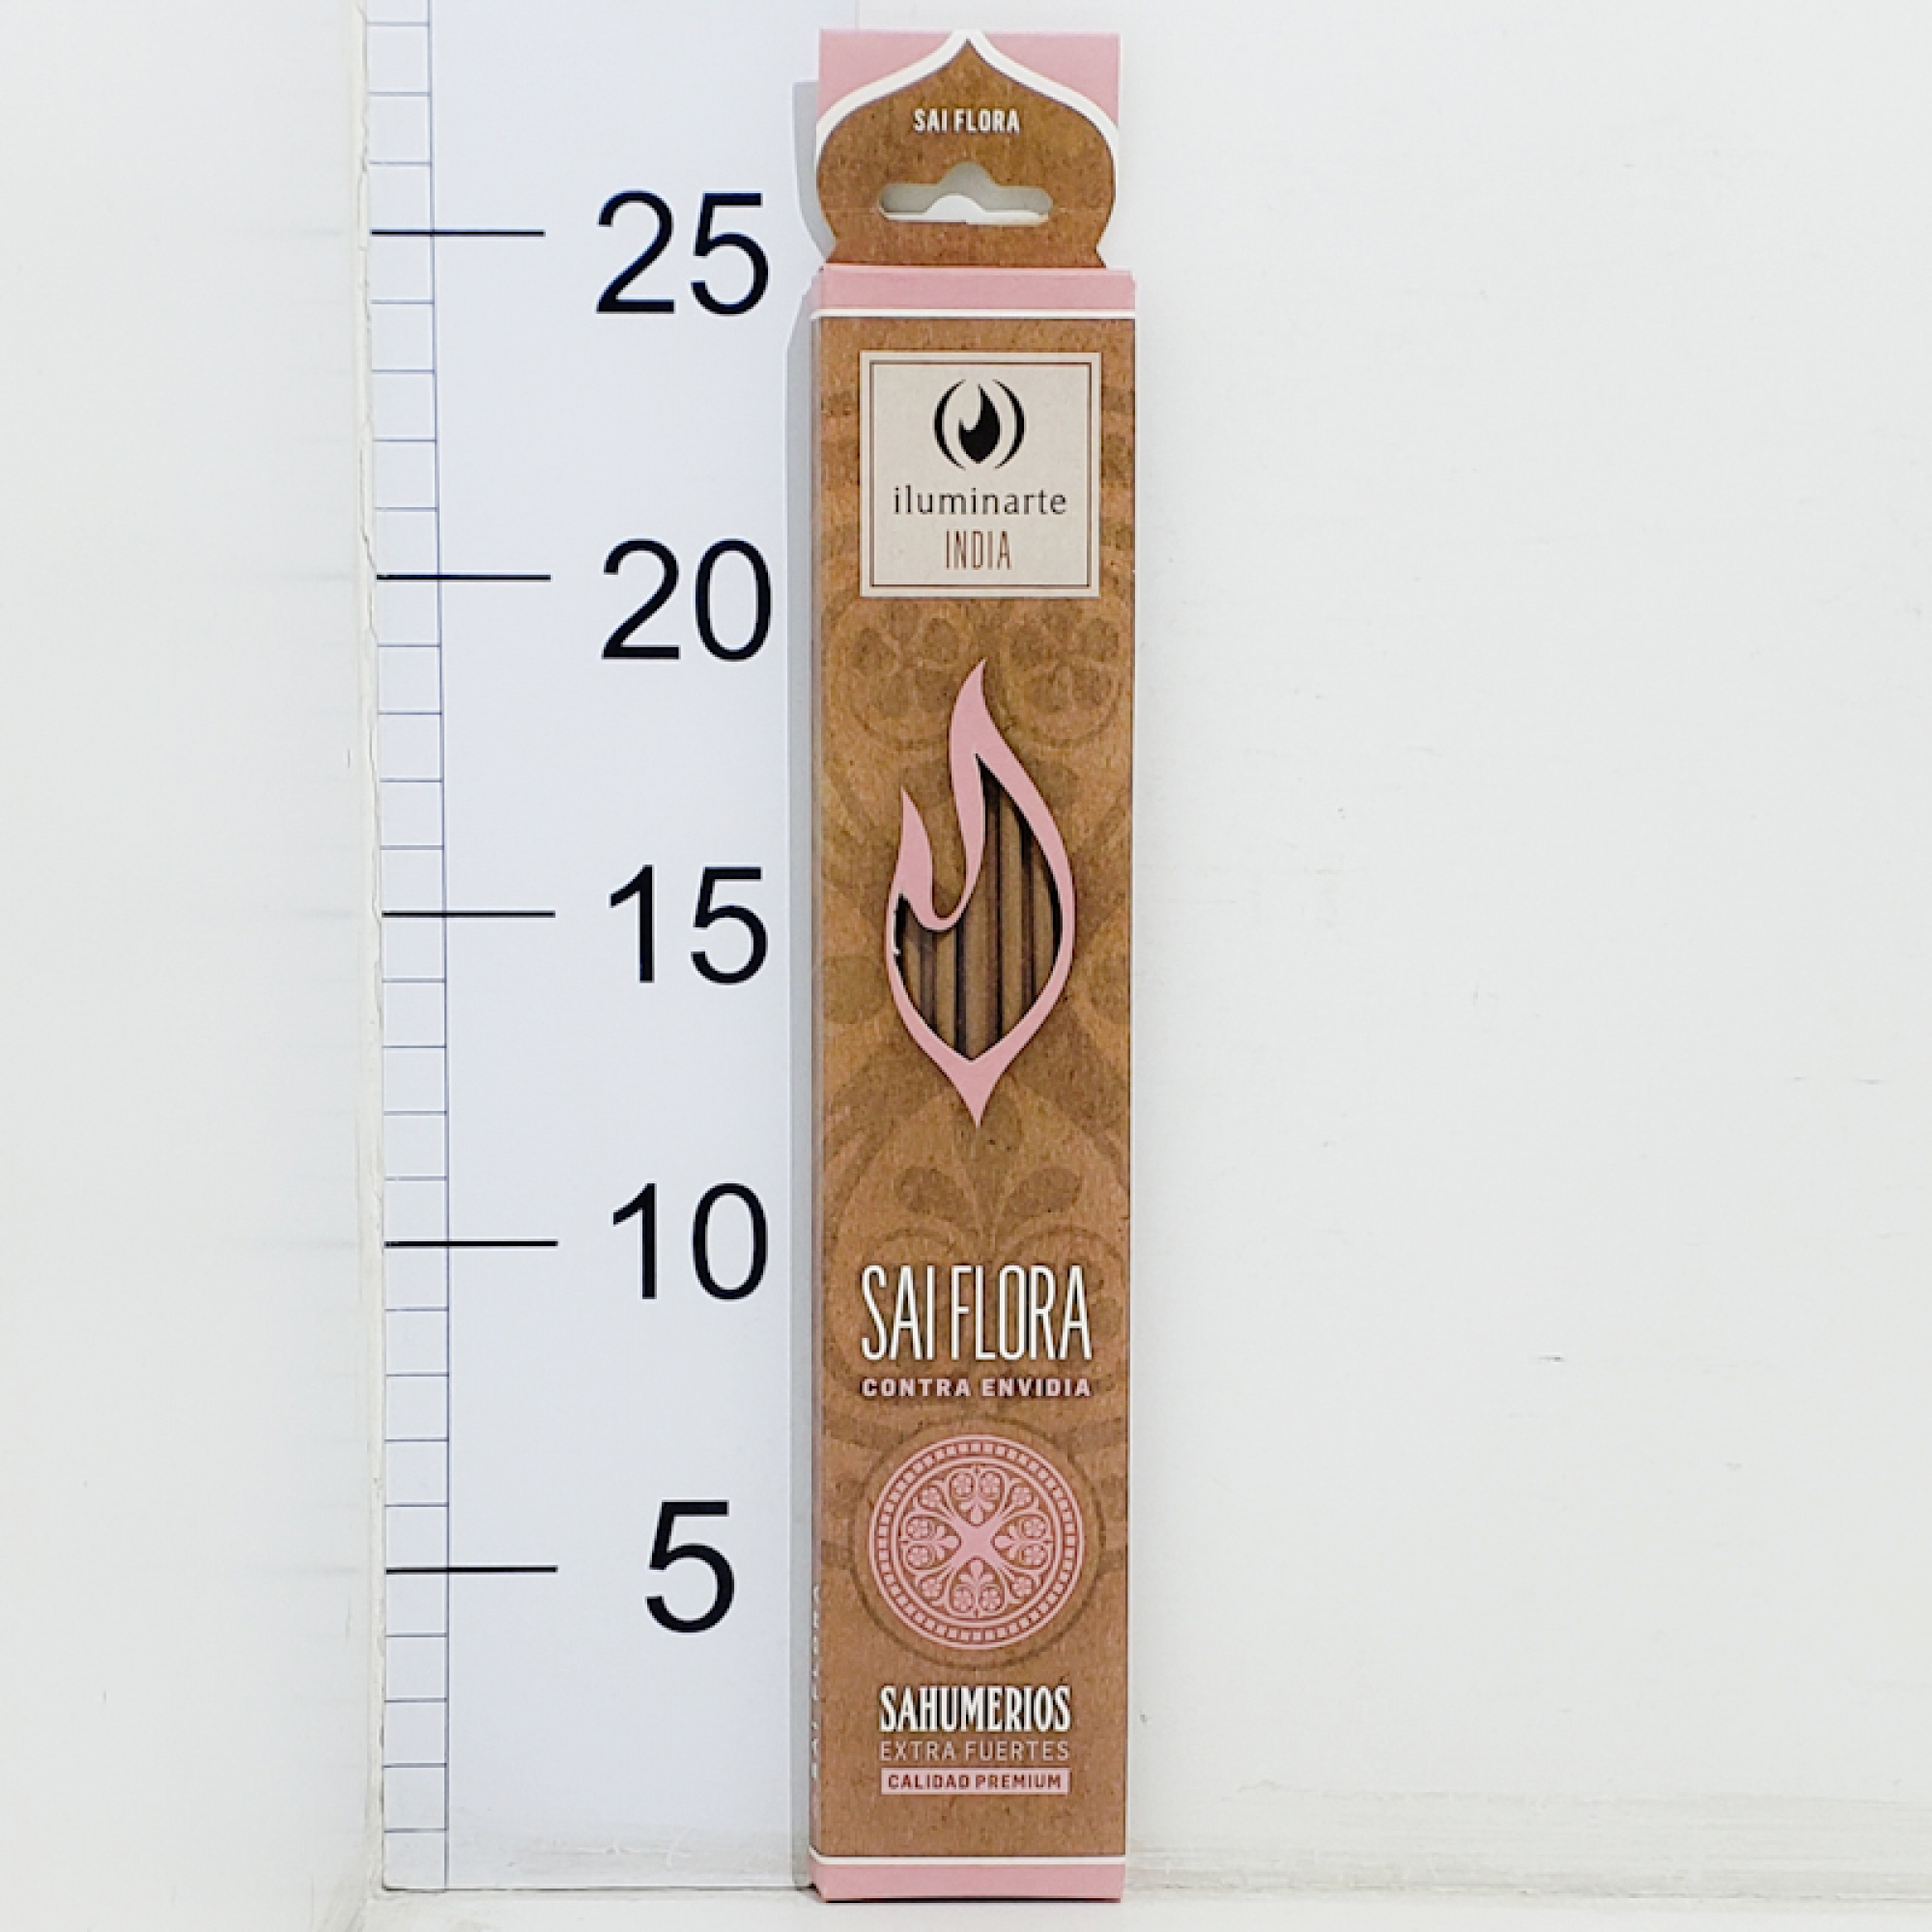 SAI FLORA
25
iluminarte
INDIA
20
15
10
SAI FLORA
CONTRA ENVIDIA
5
SAHUMERIOS
EXTRA FUERTES
CALIDAD PREMIUM